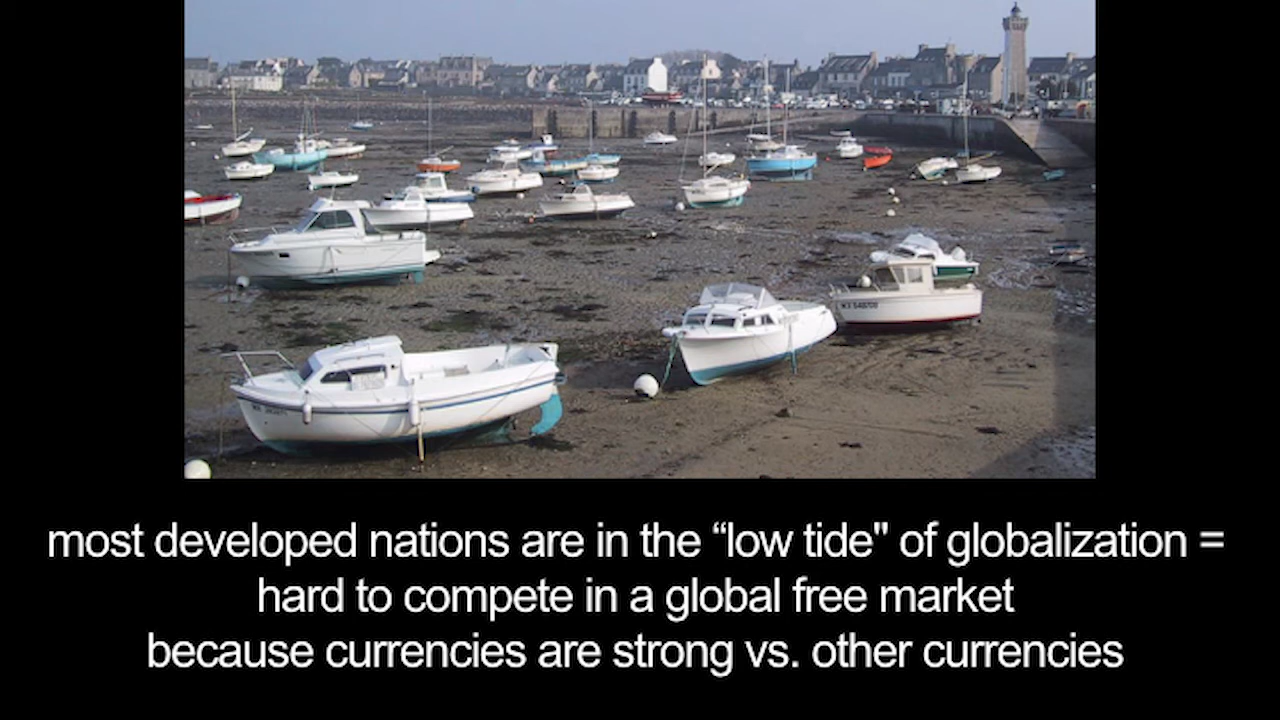 most developed nations are in the “low tide" of globalization =
hard to compete in a global free market
because currencies are strong vs. other currencies